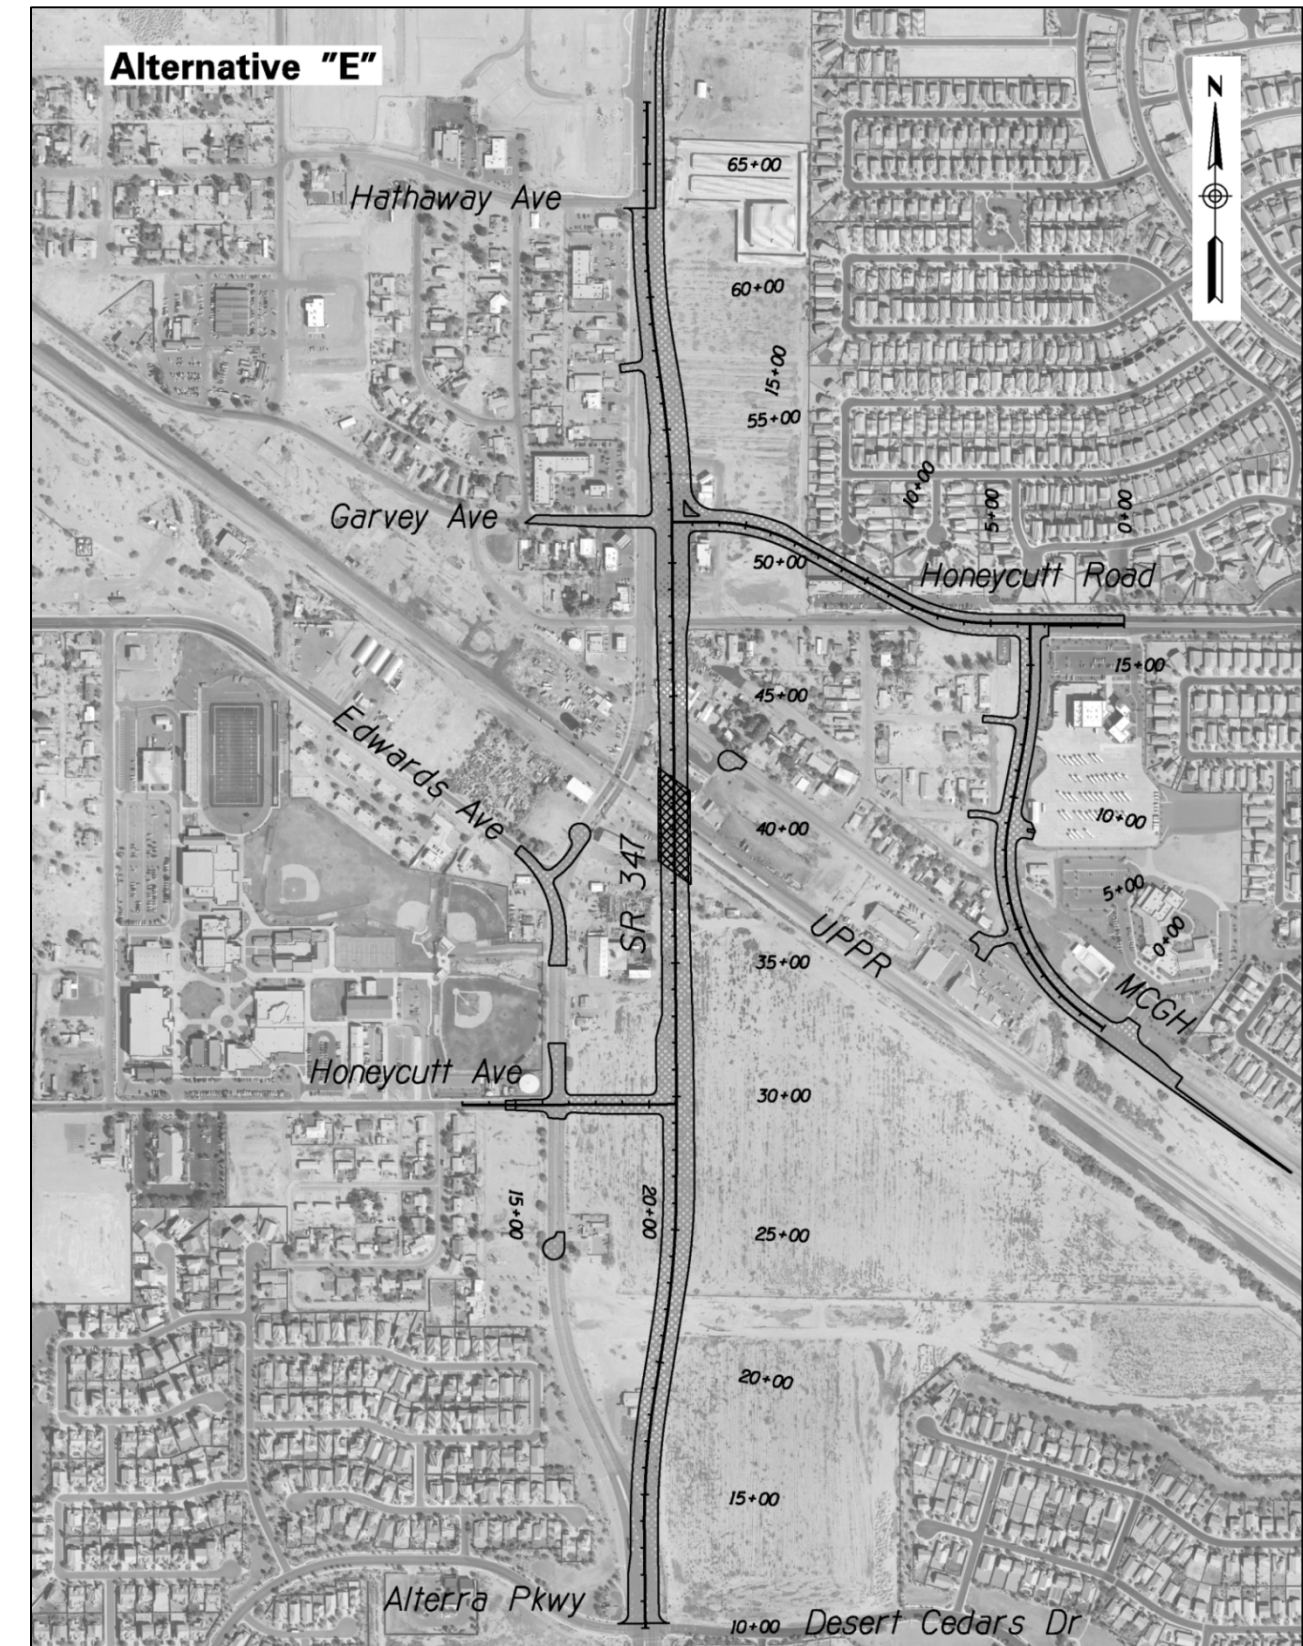 Alternative "E"
N
65+00
Hathaway Ave
60+00
15+00
55+00
10+00
5+00
0+00
Garvey Ave
50+00
Honeycutt Road
15+00
45+00
Edwards Ave
40+00
10+00
SR 347
5+00
UPPR
0+00
35+00
MCGH
Honeycutt Ave
30+00
15+00
20+00
25+00
20+00
15+00
Alterra Pkwy
10+00
Desert Cedars Dr